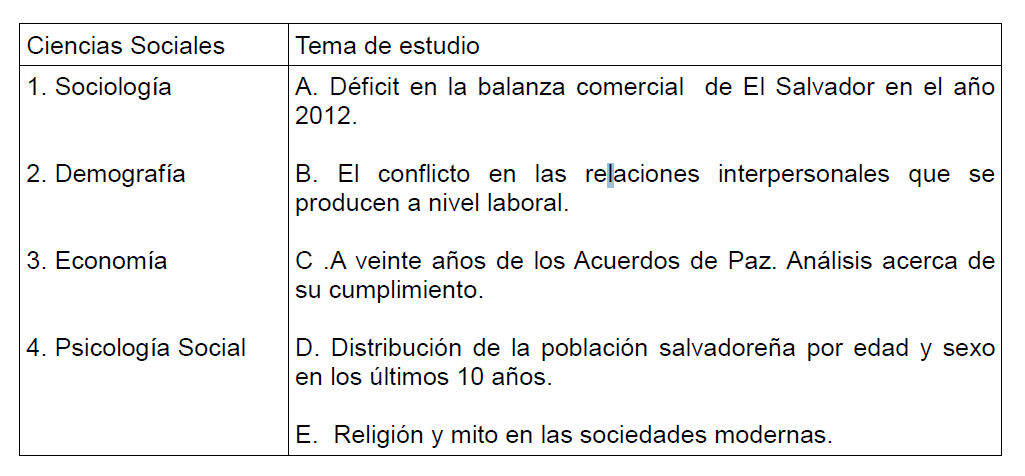 Ciencias Sociales
Tema de estudio
1. Sociología
A. Déficit en la balanza comercial de El Salvador en el año
2012.
2. Demografía
B. El conflicto en las relaciones interpersonales que se
producen a nivel laboral.
3. Economía
C .A veinte años de los Acuerdos de Paz. Análisis acerca de
su cumplimiento.
4. Psicología Social
D. Distribución de la población salvadoreña por edad y sexo
en los últimos 10 años.
E. Religión y mito en las sociedades modernas.